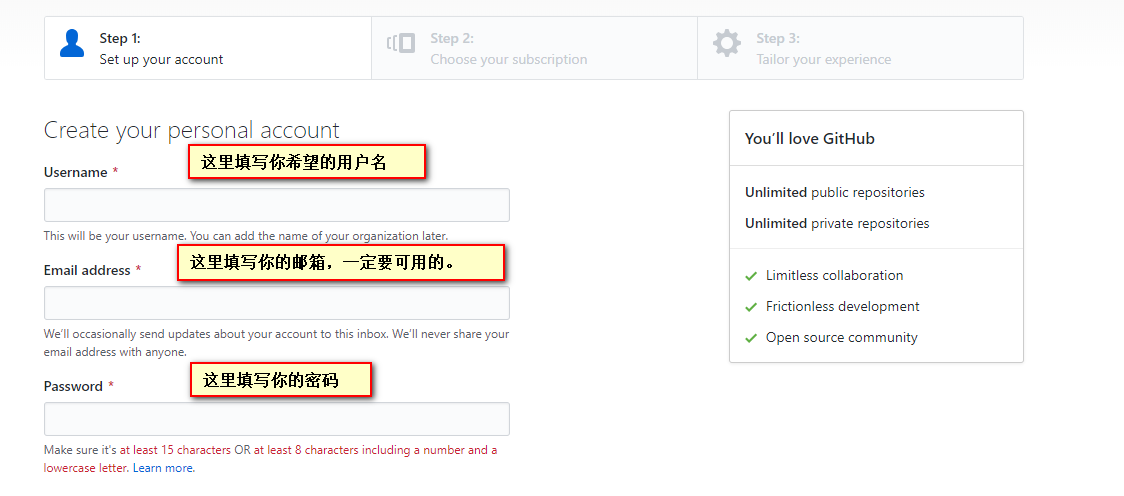 Step 1:
Set up your account
Step 2:
Choose your subscription
Step 3:
Tailor your experience
Create your personal account
这里填写你希望的用户名
Username *
This will be your username. You can add the name of your organization later.
这里填写你的邮箱，一定要可用的。
Email address *
We'll occasionally send updates about your account to this inbox. We'll never share your
email address with anyone.
这里填写你的密码
Password *
Make sure it's at least 15 characters OR at least 8 characters including a number and a
lowercase letter. Learn more.
You'll love GitHub
Unlimited public repositories
Unlimited private repositories
Limitless collaboration
Frictionless development
Open source community